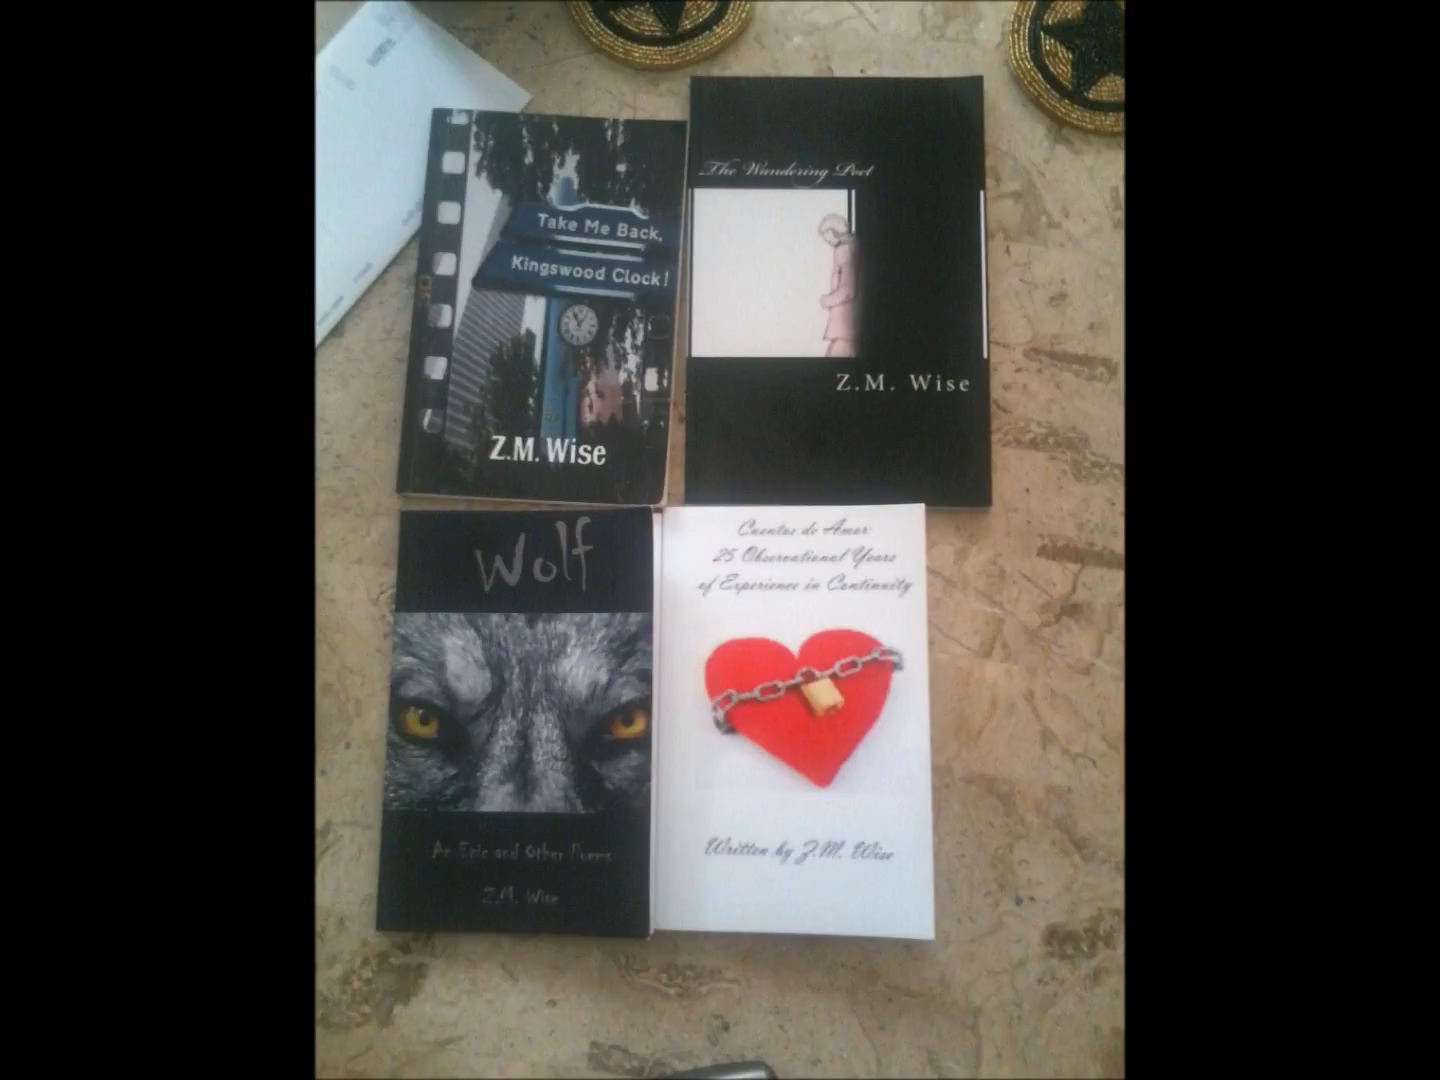 Take Me Back,
Kingswood Clock!
Z.M. Wise
The Wandering Poet
Z.M. Wise
Wolf
An Epic and Other Poems
Z.M. Wise
Cuentos de Amor:
25 Observational Years
of Experience in Continuity
Written by Z.M. Wise